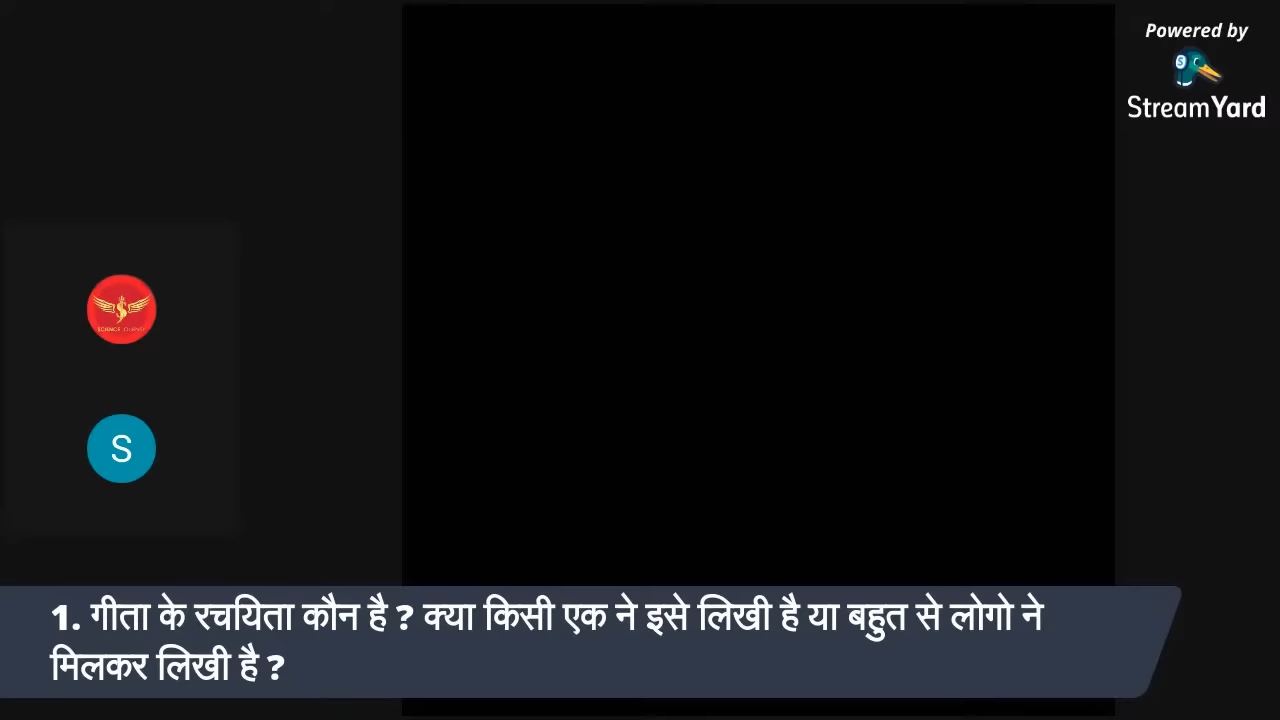 Powered by
StreamYard
S
1. गीता के रचयिता कौन है ? क्या किसी एक ने इसे लिखी है या बहुत से लोगो ने
मिलकर लिखी है ?